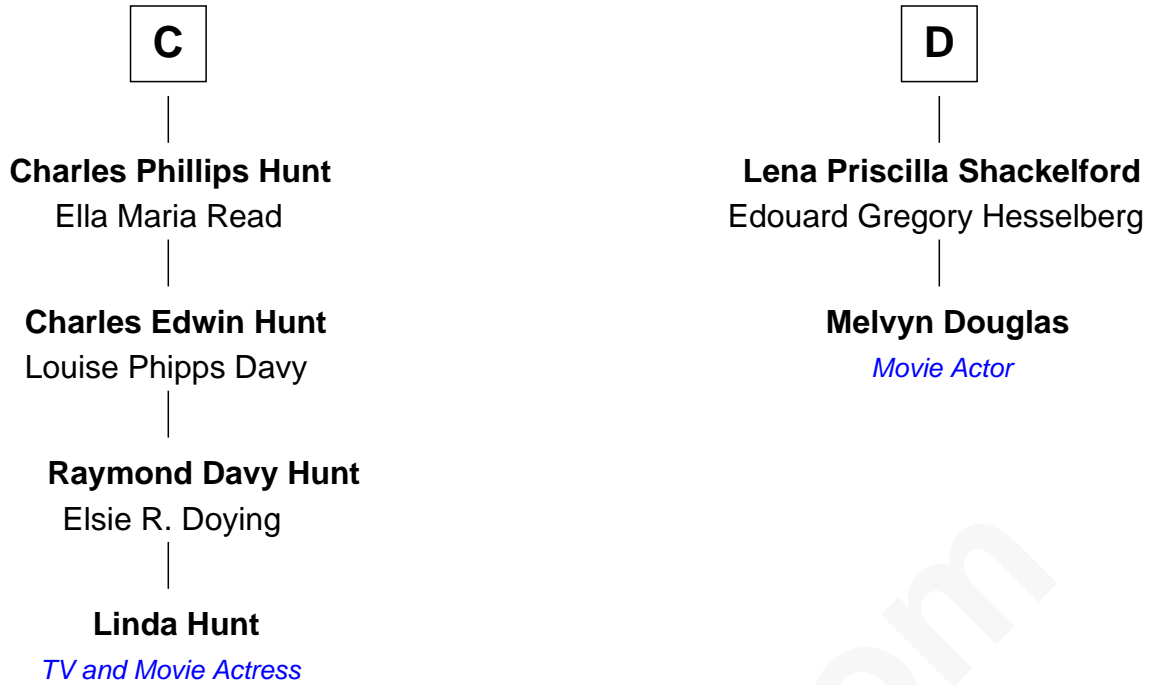 C
Charles Phillips Hunt
Ella Maria Read
Charles Edwin Hunt
Louise Phipps Davy
Raymond Davy Hunt
Elsie R. Doying
Linda Hunt
TV and Movie Actress
D
Lena Priscilla Shackelford
Edouard Gregory Hesselberg
Melvyn Douglas
Movie Actor
om